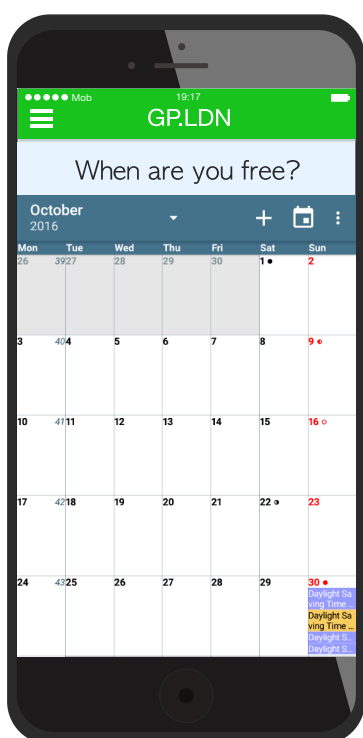 Mob 19:17
GP.LDN
When are you free?
October
2016
Mon Tue Wed Thu Fri Sat Sun
26 39 27 28 29 30 1 2
3 40 4 5 6 7 8 9
10 41 11 12 13 14 15 16
17 42 18 19 20 21 22 23
24 43 25 26 27 28 29 30
Daylight Sa
ving Time ...
Daylight Sa
ving Time ...
Daylight S...
Daylight S...